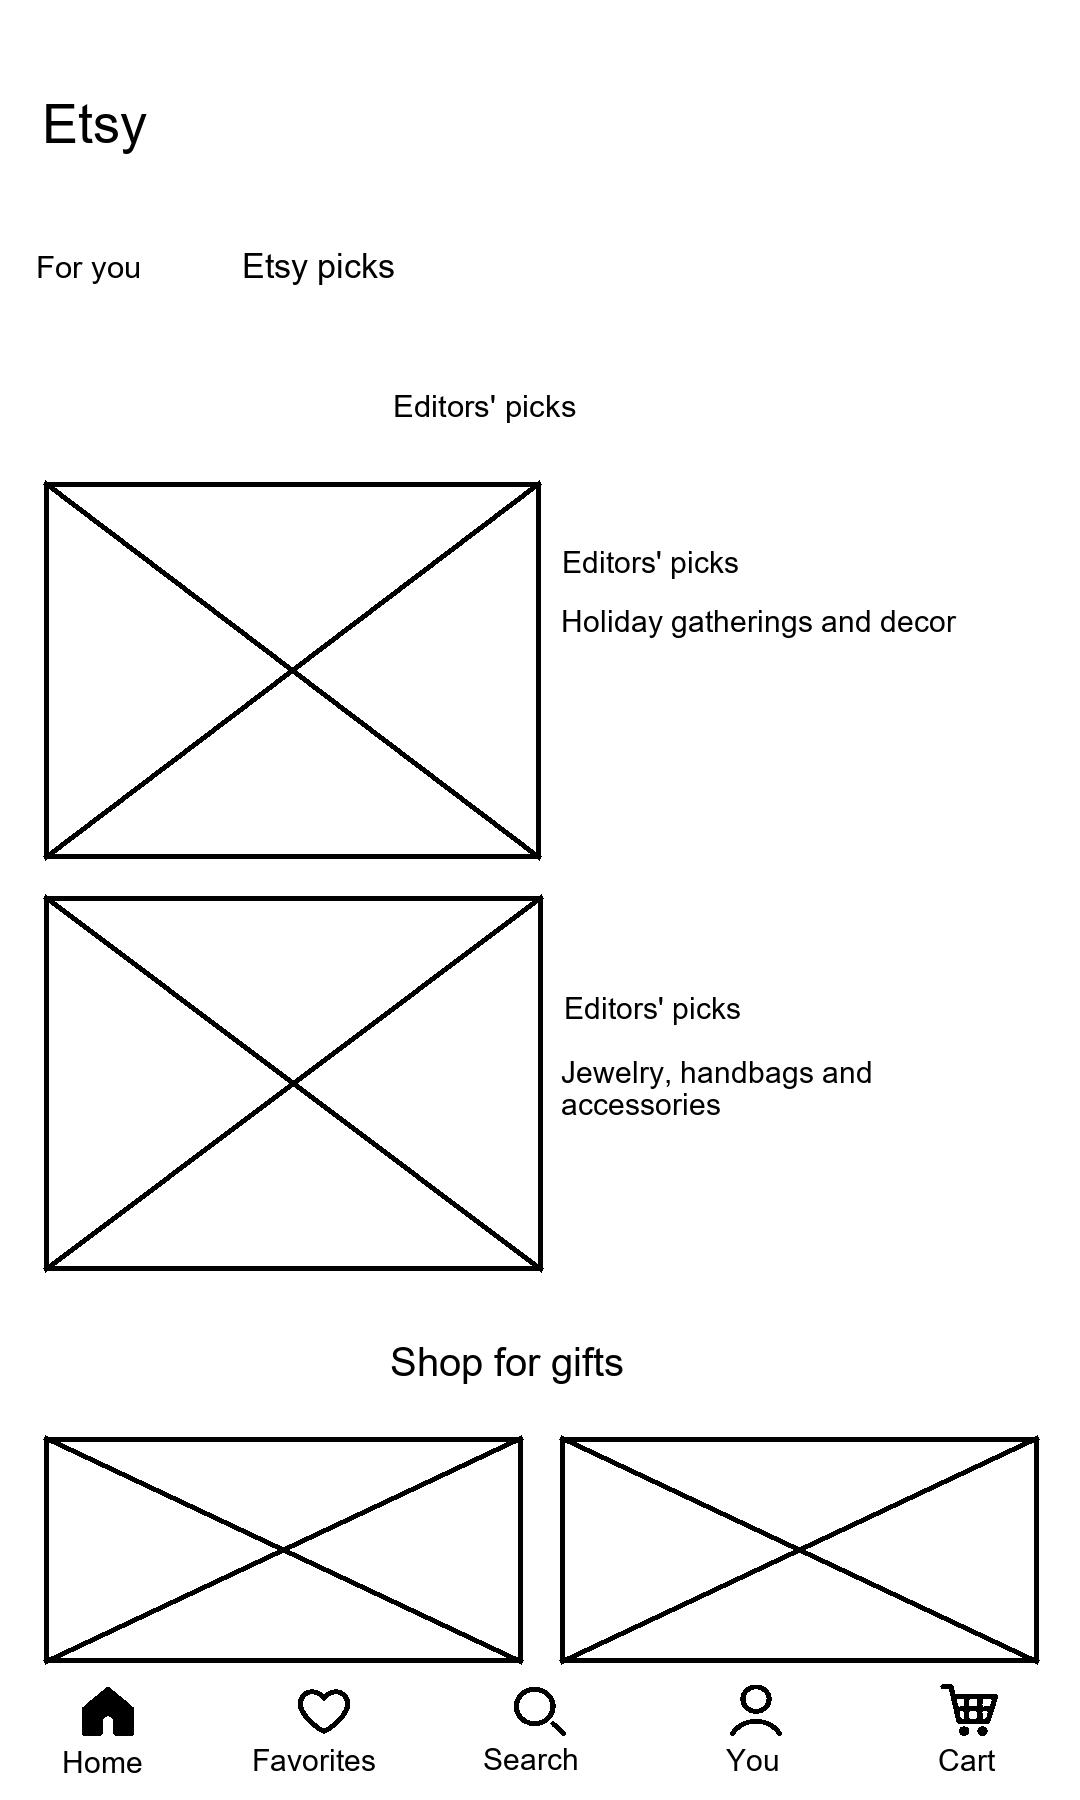 Etsy
For you
Etsy picks
Editors' picks
Editors' picks
Holiday gatherings and decor
Editors' picks
Jewelry, handbags and
accessories
Shop for gifts
Home
Favorites
Search
You
Cart